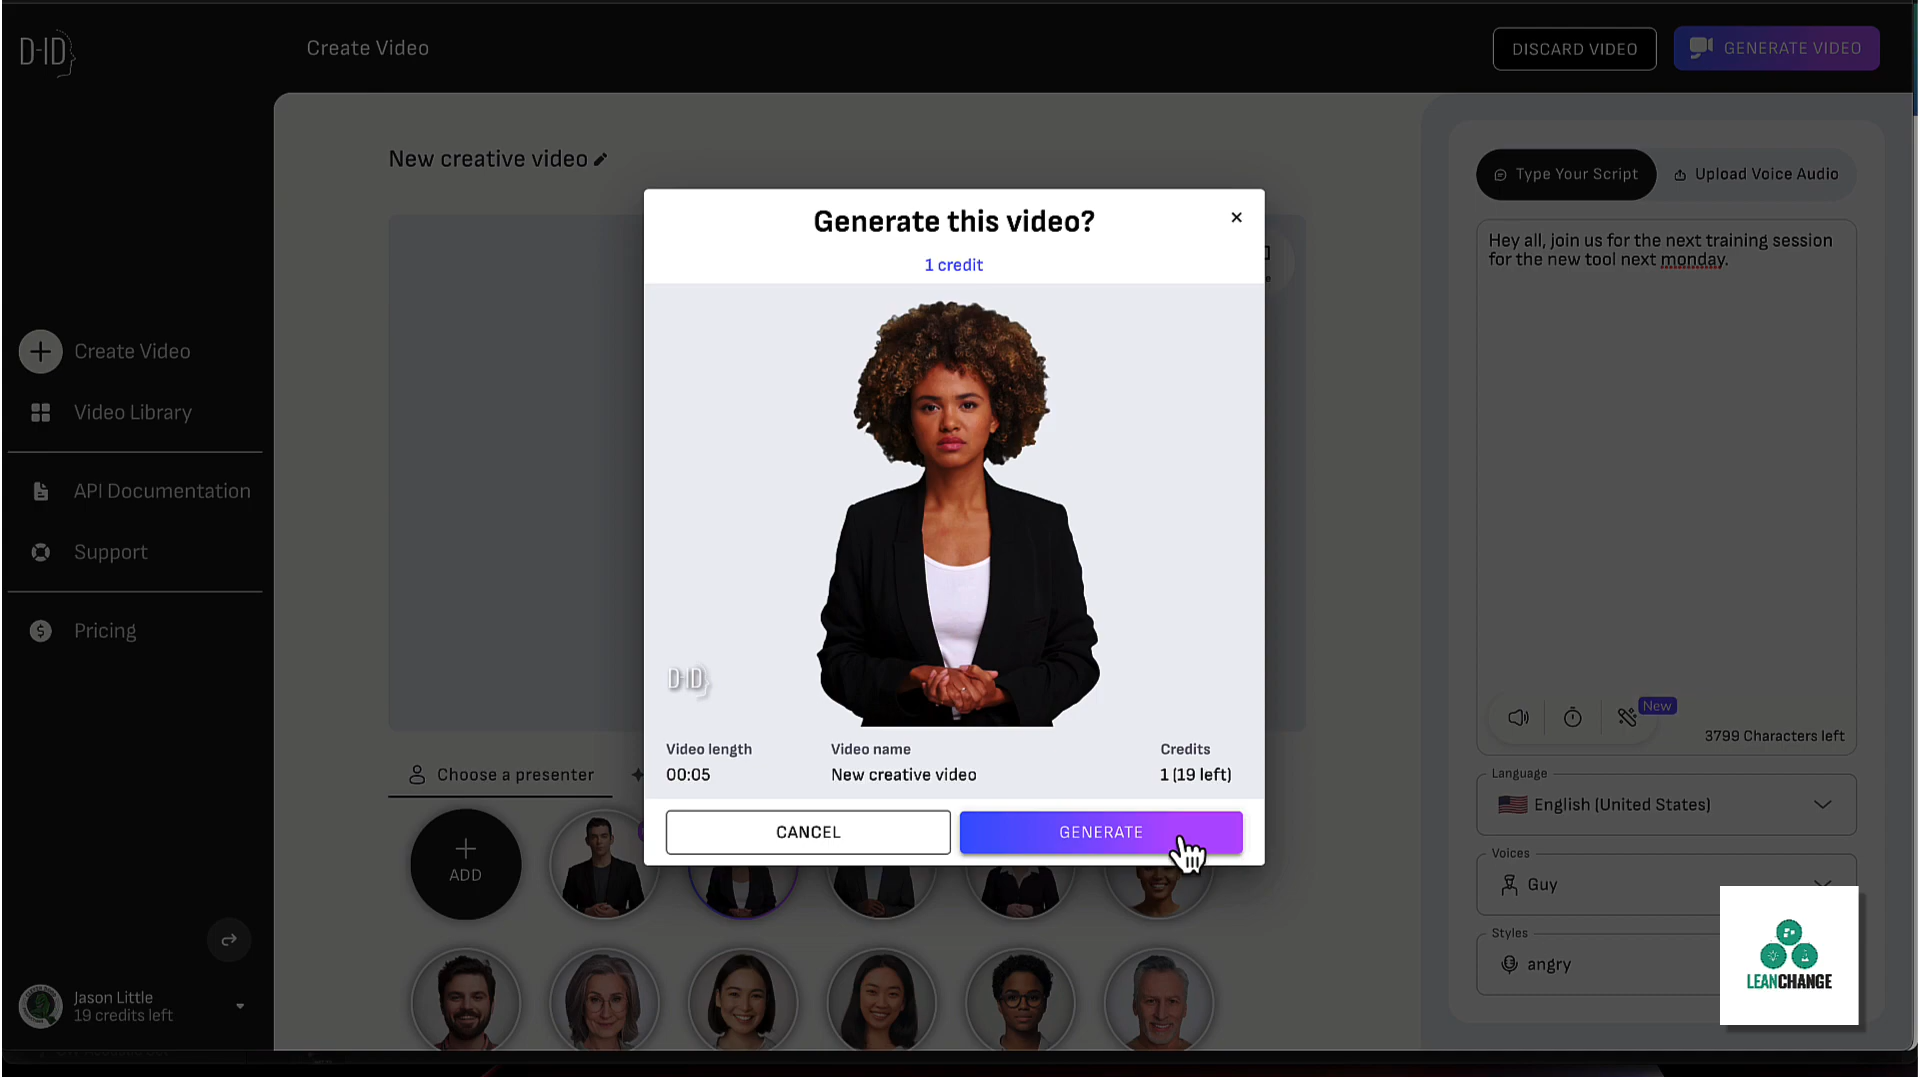 D-ID
Create Video
DISCARD VIDEO
GENERATE VIDEO
New creative video
Type Your Script
Upload Voice Audio
Hey all, join us for the next training session
for the new tool next monday.
Generate this video?
1 credit
Create Video
Video Library
API Documentation
Support
Pricing
D-ID
New
3799 Characters left
Video length
Video name
Credits
00:05
New creative video
1 (19 left)
Choose a presenter
CANCEL
GENERATE
ADD
Language
English (United States)
Voices
Guy
Styles
angry
LEANCHANGE
Jason Little
19 credits left